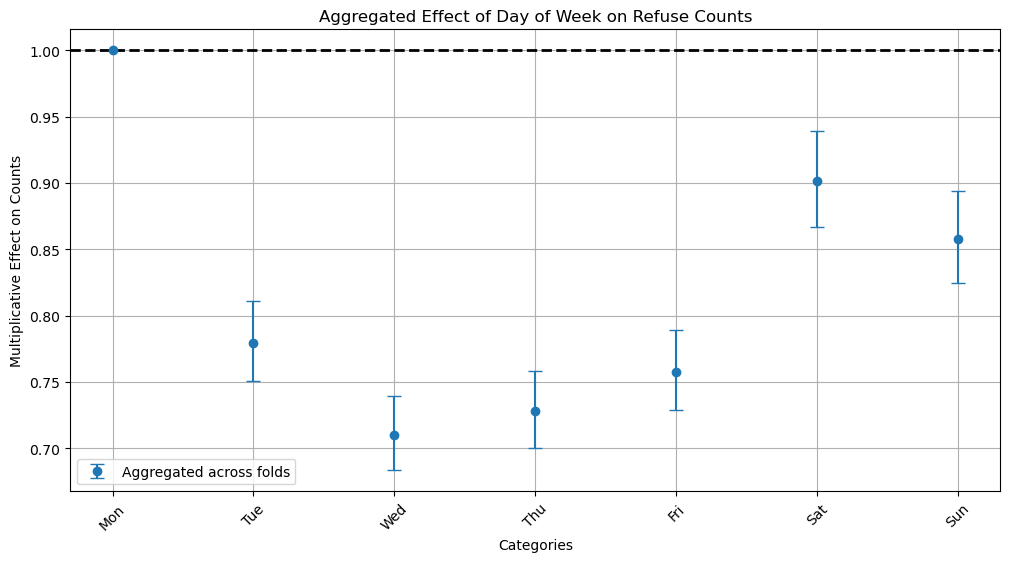 Aggregated Effect of Day of Week on Refuse Counts
Multiplicative Effect on Counts
1.00
0.95
0.90
0.85
0.80
0.75
0.70
Aggregated across folds
Mon
Tue
Wed
Thu
Fri
Sat
Sun
Categories